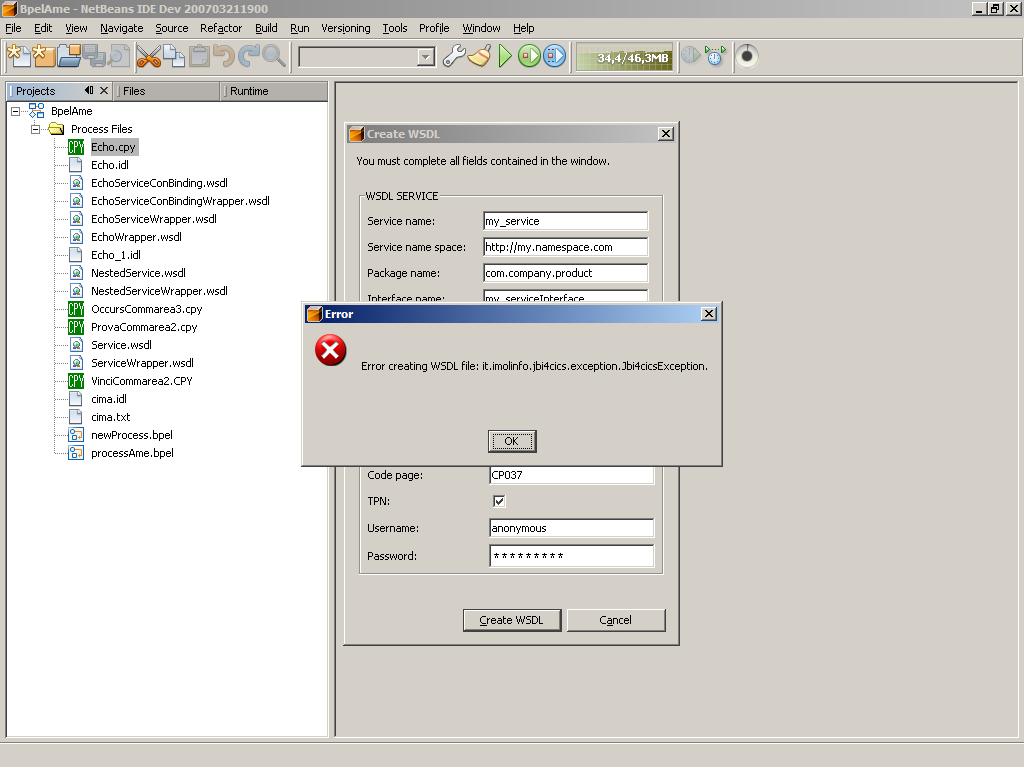 BpelAme - NetBeans IDE Dev 200703211900
File Edit View Navigate Source Refactor Build Run Versioning Tools Profile Window Help
34,4/46,3MB
Projects Files Runtime
BpelAme
Process Files
CPY Echo.cpy
Echo.idl
EchoServiceConBinding.wsdl
EchoServiceConBindingWrapper.wsdl
EchoServiceWrapper.wsdl
EchoWrapper.wsdl
Echo_1.idl
NestedService.wsdl
NestedServiceWrapper.wsdl
CPY OccursCommarea3.cpy
CPY ProvaCommarea2.cpy
Service.wsdl
ServiceWrapper.wsdl
CPY VinciCommarea2.CPY
cima.idl
cima.txt
newProcess.bpel
processAme.bpel
Create WSDL
You must complete all fields contained in the window.
WSDL SERVICE
Service name: my_service
Service name space: http://my.namespace.com
Package name: com.company.product
Interface name: my_serviceInterface
Error
Error creating WSDL file: it.imolinfo.jbi4cics.exception.Jbi4cicsException.
OK
Code page: CP037
TPN:
Username: anonymous
Password: *********
Create WSDL Cancel